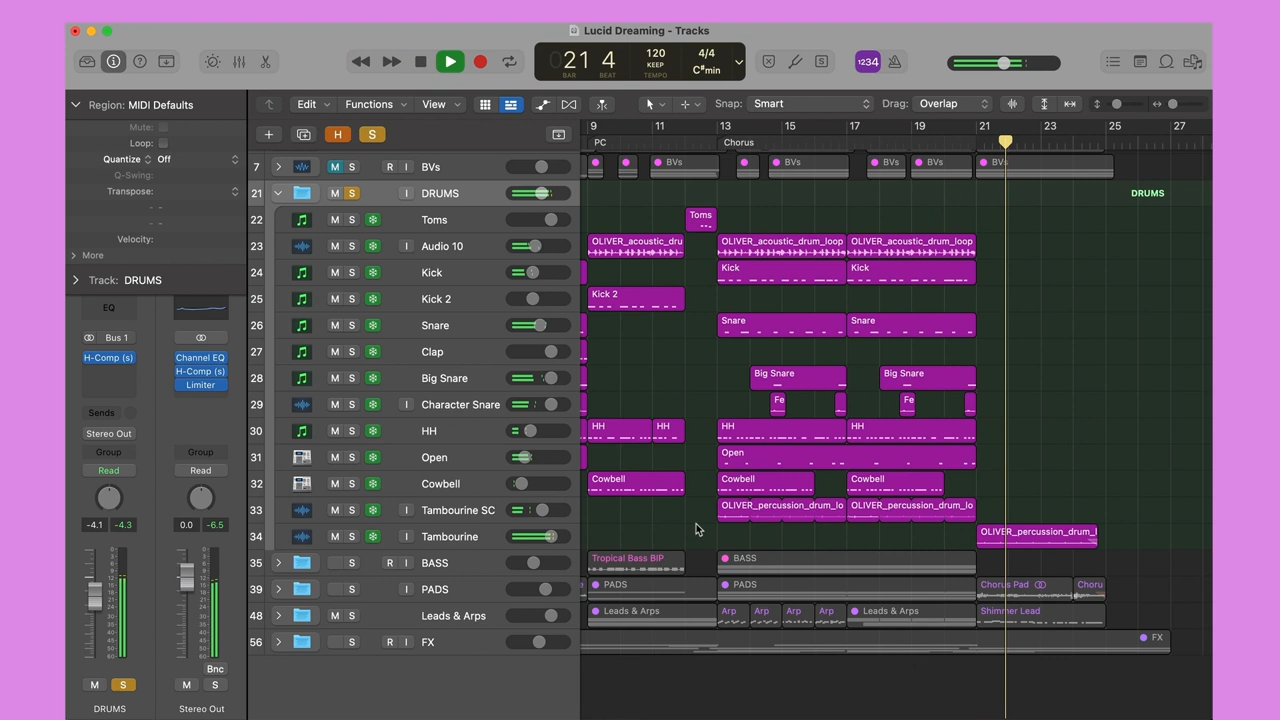 Lucid Dreaming - Tracks
21 4
BAR BEAT
120
KEEP
TEMPO
4/4
C#min
1234
Region: MIDI Defaults
Mute:
Loop:
Quantize Off
Q-Swing:
Transpose:
Velocity:
More
Track: DRUMS
Edit Functions View
Snap: Smart
Drag: Overlap
H S
9 11 13 15 17 19 21 23 25 27
PC Chorus
7 M S R I BVs
BVs BVs BVs BVs BVs
21 M S I DRUMS
DRUMS
22 M S Toms
Toms
23 M S I Audio 10
OLIVER_acoustic_dru OLIVER_acoustic_drum_loop OLIVER_acoustic_drum_loop
24 M S Kick
Kick Kick
25 M S Kick 2
Kick 2
26 M S Snare
Snare Snare
27 M S Clap
28 M S Big Snare
Big Snare Big Snare
29 M S I Character Snare
Fe Fe
30 M S HH
HH HH HH HH
31 M S Open
Open
32 M S Cowbell
Cowbell Cowbell Cowbell
33 M S I Tambourine SC
OLIVER_percussion_drum_lo OLIVER_percussion_drum_lo
34 M S I Tambourine
OLIVER_percussion_drum_l
35 M S R I BASS
Tropical Bass BIP BASS
39 M S R I PADS
PADS PADS Chorus Pad Choru
48 M S Leads & Arps
Leads & Arps Arp Arp Arp Arp Leads & Arps Shimmer Lead
56 S R I FX
FX
EQ
Bus 1
H-Comp (s)
Channel EQ
H-Comp (s)
Limiter
Sends
Stereo Out
Group Group
Read Read
-4.1 -4.3 0.0 -6.5
Bnc
M S M S
DRUMS Stereo Out